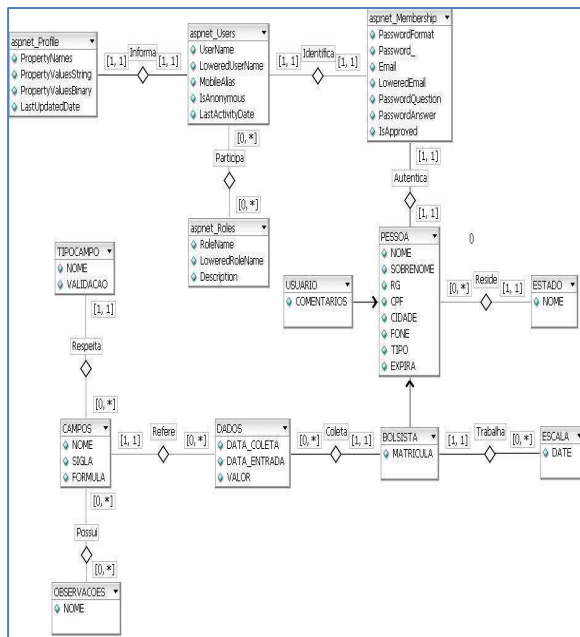 aspnet_Profile
PropertyNames
PropertyValuesString
PropertyValuesBinary
LastUpdatedDate
Informa
[1, 1]
[1, 1]
aspnet_Users
UserName
LoweredUserName
MobileAlias
IsAnonymous
LastActivityDate
Identifica
[1, 1]
[1, 1]
aspnet_Membership
PasswordFormat
Password_
Email
LoweredEmail
PasswordQuestion
PasswordAnswer
IsApproved
[0, *]
Participa
[0, *]
[1, 1]
Autentica
[1, 1]
aspnet_Roles
RoleName
LoweredRoleName
Description
TIPOCAMPO
NOME
VALIDACAO
USUARIO
COMENTARIOS
PESSOA
NOME
SOBRENOME
RG
CPF
CIDADE
FONE
TIPO
EXPIRA
()
Reside
[0, *]
[1, 1]
ESTADO
NOME
[1, 1]
Respeita
[0, *]
CAMPOS
NOME
SIGLA
FORMULA
Refere
[1, 1]
[0, *]
DADOS
DATA_COLETA
DATA_ENTRADA
VALOR
Coleta
[0, *]
[1, 1]
BOLSISTA
MATRICULA
Trabalha
[1, 1]
[0, *]
ESCALA
DATE
[0, *]
Possui
[0, *]
OBSERVACOES
NOME